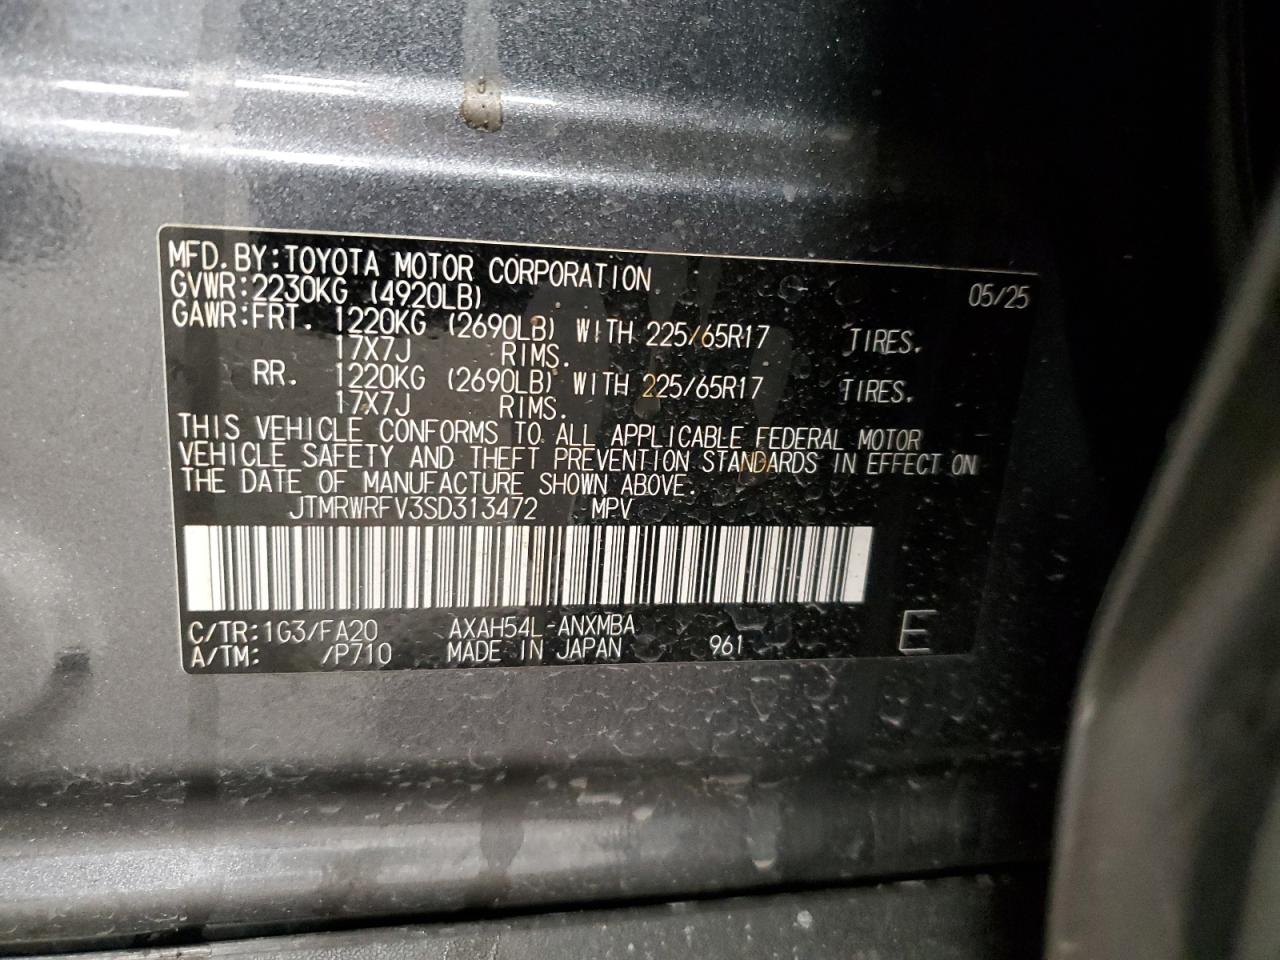 MFD. BY:TOYOTA MOTOR CORPORATION 05/25
GVWR:2230KG (4920LB)
GAWR:FRT. 1220KG (2690LB) WITH 225/65R17 TIRES.
17X7J RIMS.
RR. 1220KG (2690LB) WITH 225/65R17 TIRES.
17X7J RIMS.
THIS VEHICLE CONFORMS TO ALL APPLICABLE FEDERAL MOTOR
VEHICLE SAFETY AND THEFT PREVENTION STANDARDS IN EFFECT ON
THE DATE OF MANUFACTURE SHOWN ABOVE.
JTMRWRFV3SD313472 MPV
C/TR:1G3/FA20 AXAH54L-ANXMBA
A/TM: /P710 MADE IN JAPAN 961 E